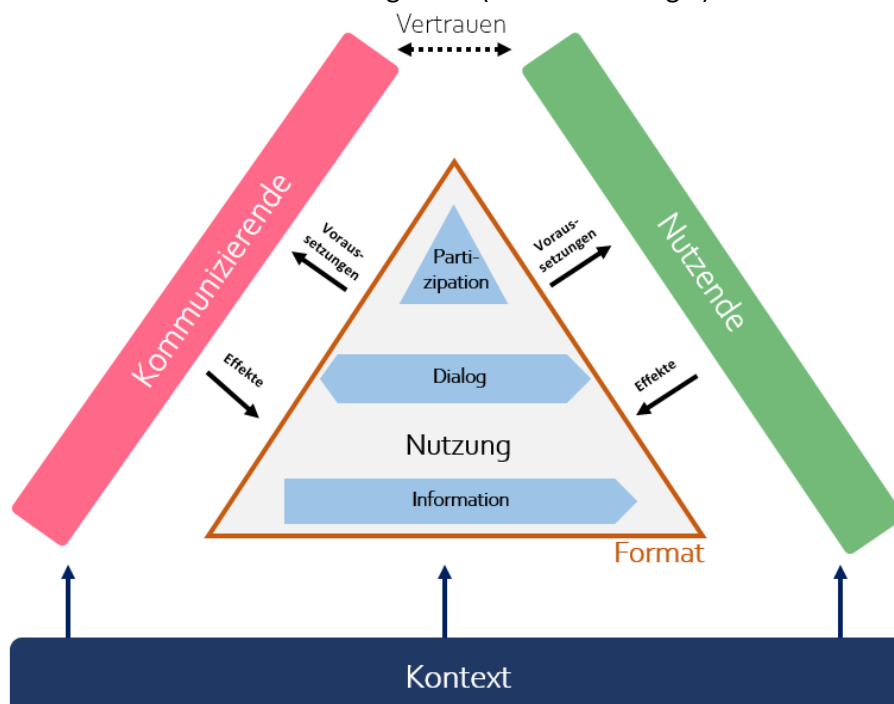 Vertrauen
Kommunizierende
Nutzende
Voraus-
setzungen
Voraus-
setzungen
Parti-
zipation
Effekte
Effekte
Dialog
Nutzung
Information
Format
Kontext